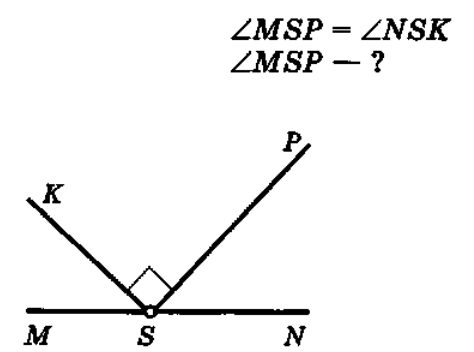 ∠MSP = ∠NSK
∠MSP — ?
P
K
M S N